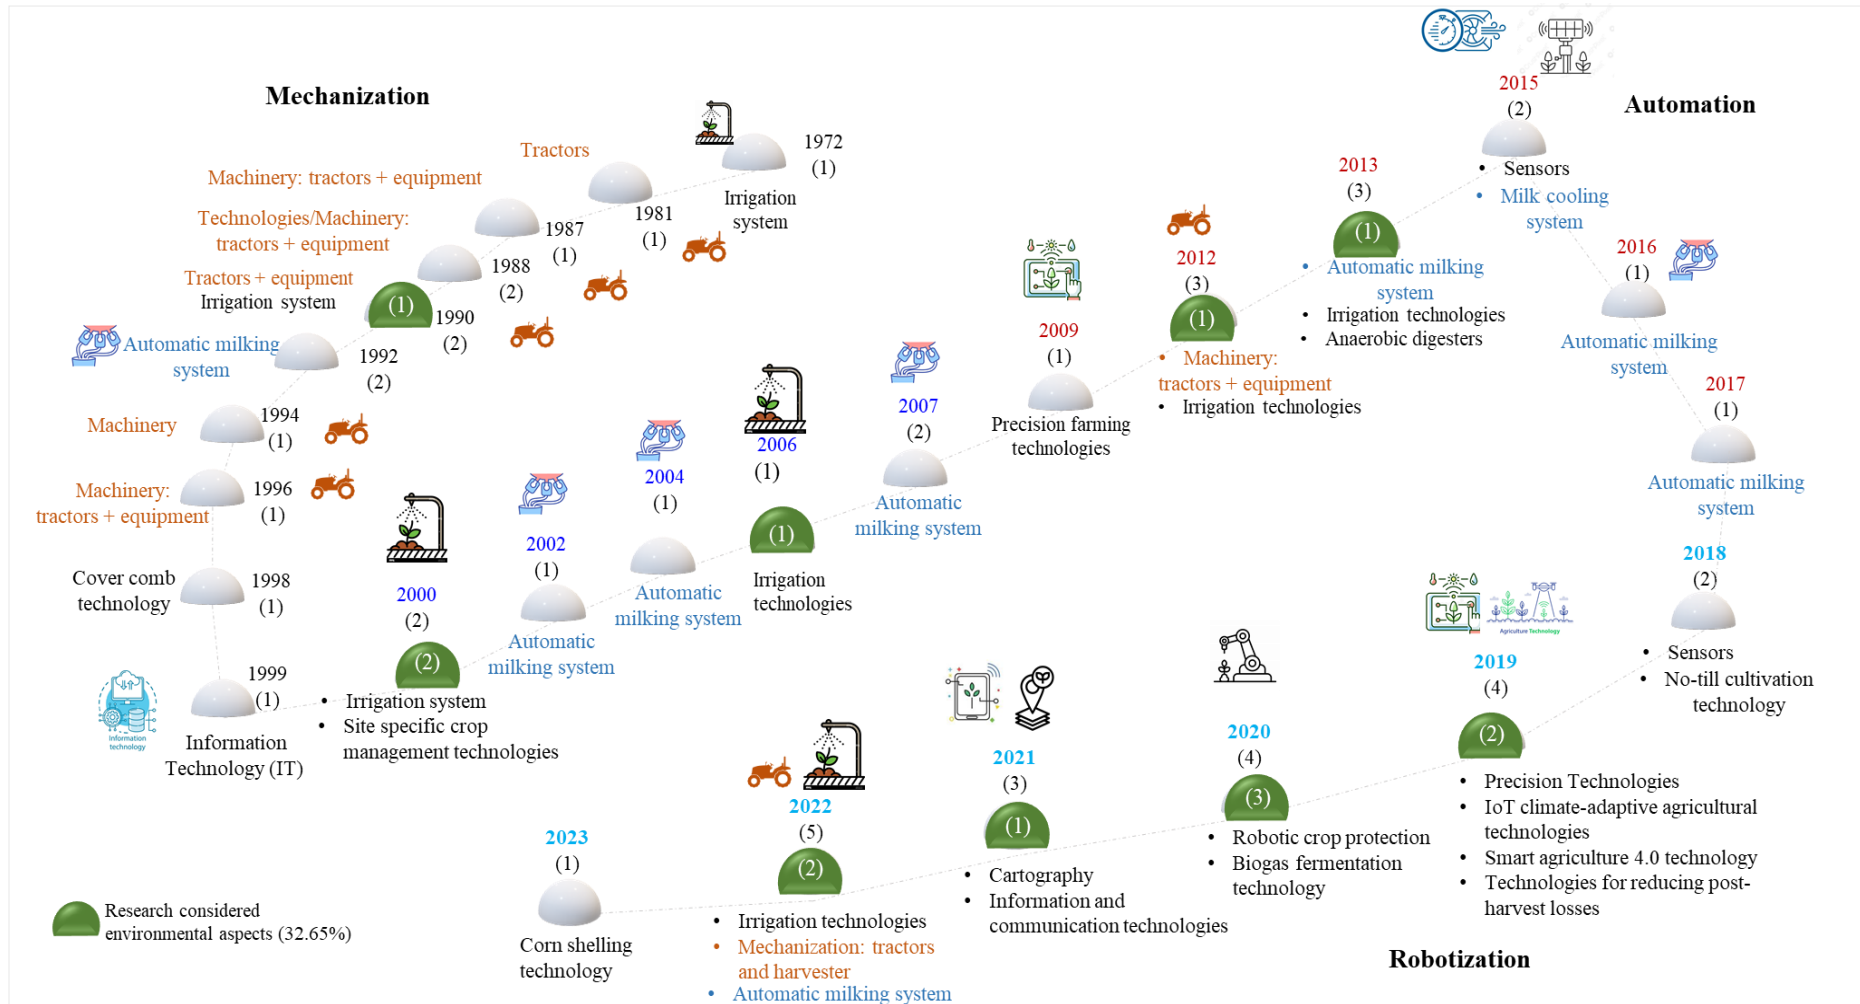 Mechanization
1972
(1)
Irrigation
system
Tractors
1981
(1)
Machinery: tractors + equipment
1987
(1)
Technologies/Machinery:
tractors + equipment
1988
(2)
Tractors + equipment
Irrigation system
(1)
1990
(2)
Automatic milking
system
1992
(2)
Machinery
1994
(1)
Machinery:
tractors + equipment
1996
(1)
Cover comb
technology
1998
(1)
Information
technology
1999
(1)
Information
Technology (IT)
2000
(2)
(2)
• Irrigation system
• Site specific crop
management technologies
2002
(1)
Automatic
milking system
2004
(1)
Automatic
milking system
2006
(1)
(1)
Irrigation
technologies
2007
(2)
Automatic
milking system
2009
(1)
Precision farming
technologies
2012
(3)
(1)
• Machinery:
tractors + equipment
• Irrigation technologies
2013
(3)
(1)
• Automatic milking
system
• Irrigation technologies
• Anaerobic digesters
2015
(2)
• Sensors
• Milk cooling
system
Automation
2016
(1)
Automatic milking
system
2017
(1)
Automatic milking
system
2018
(2)
• Sensors
• No-till cultivation
technology
Agriculture Technology
2019
(4)
(2)
• Precision Technologies
• IoT climate-adaptive agricultural
technologies
• Smart agriculture 4.0 technology
• Technologies for reducing post-
harvest losses
2020
(4)
(3)
• Robotic crop protection
• Biogas fermentation
technology
2021
(3)
(1)
• Cartography
• Information and
communication technologies
2022
(5)
(2)
• Irrigation technologies
• Mechanization: tractors
and harvester
• Automatic milking system
2023
(1)
Corn shelling
technology
Robotization
Research considered
environmental aspects (32.65%)